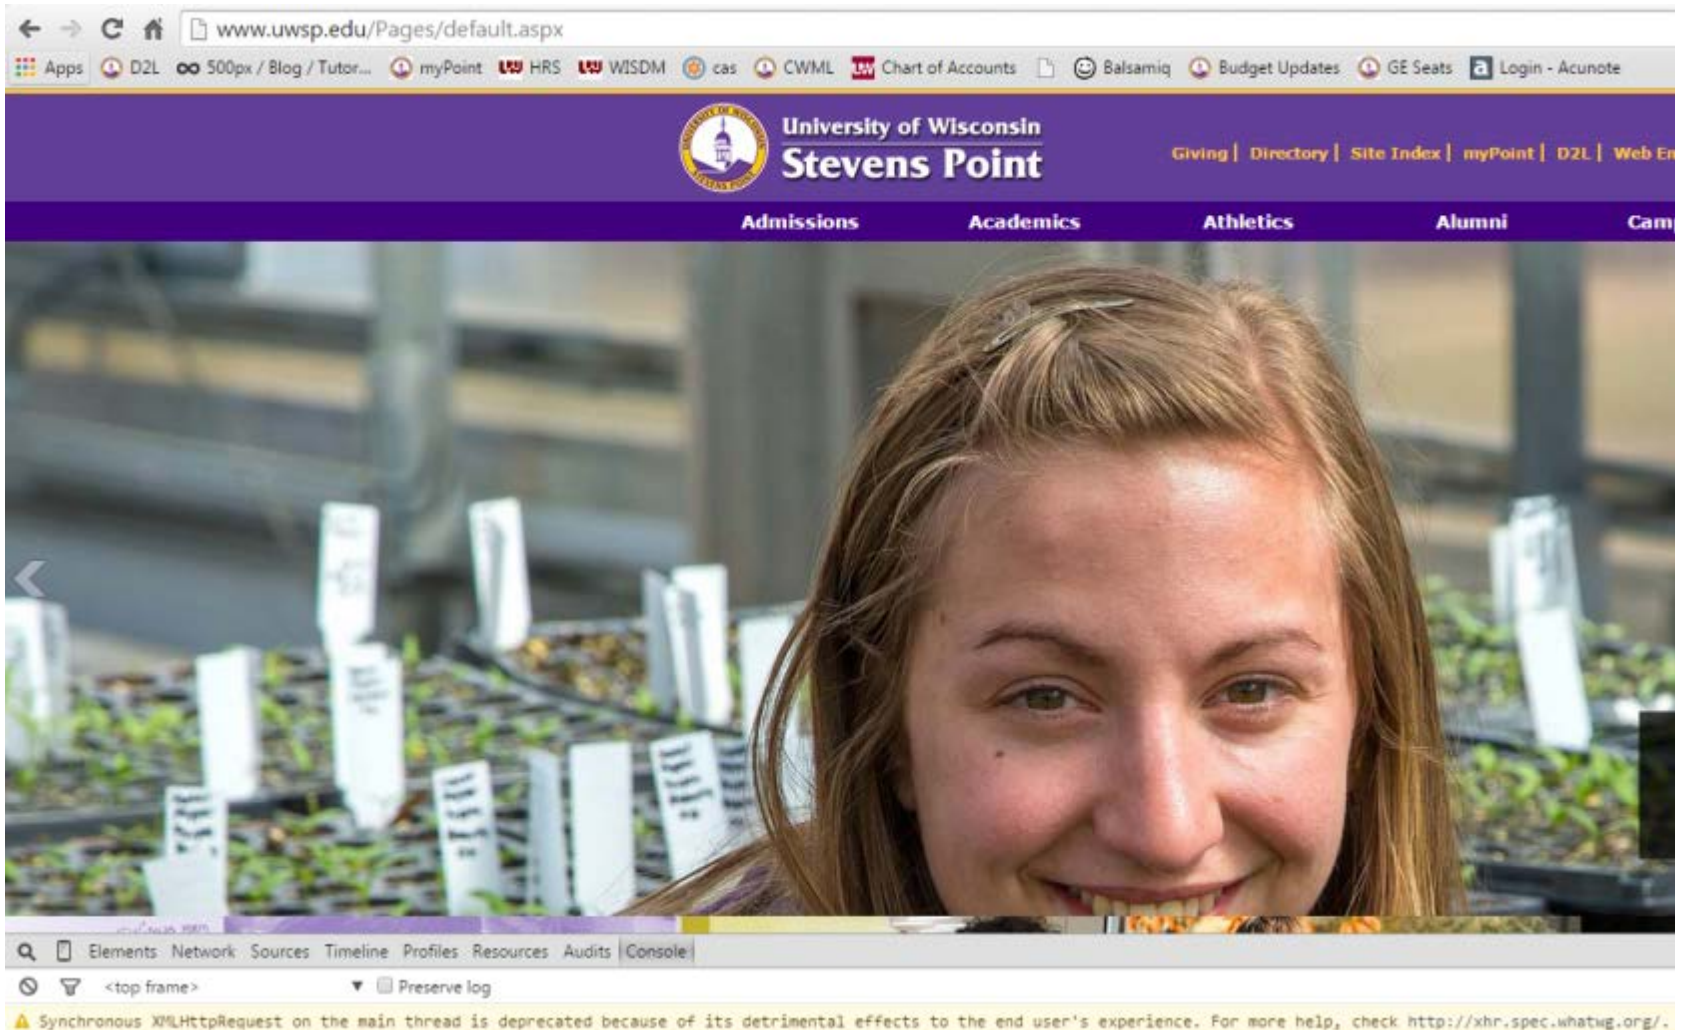 www.uwsp.edu/Pages/default.aspx
Apps D2L 500px / Blog / Tutor... myPoint HRS WISDM cas CWML Chart of Accounts Balsamiq Budget Updates GE Seats Login - Acunote
University of Wisconsin
Stevens Point
Giving | Directory | Site Index | myPoint | D2L | Web Em
Admissions Academics Athletics Alumni Camp
Elements Network Sources Timeline Profiles Resources Audits Console
<top frame> Preserve log
Synchronous XMLHttpRequest on the main thread is deprecated because of its detrimental effects to the end user's experience. For more help, check http://xhr.spec.whatwg.org/.